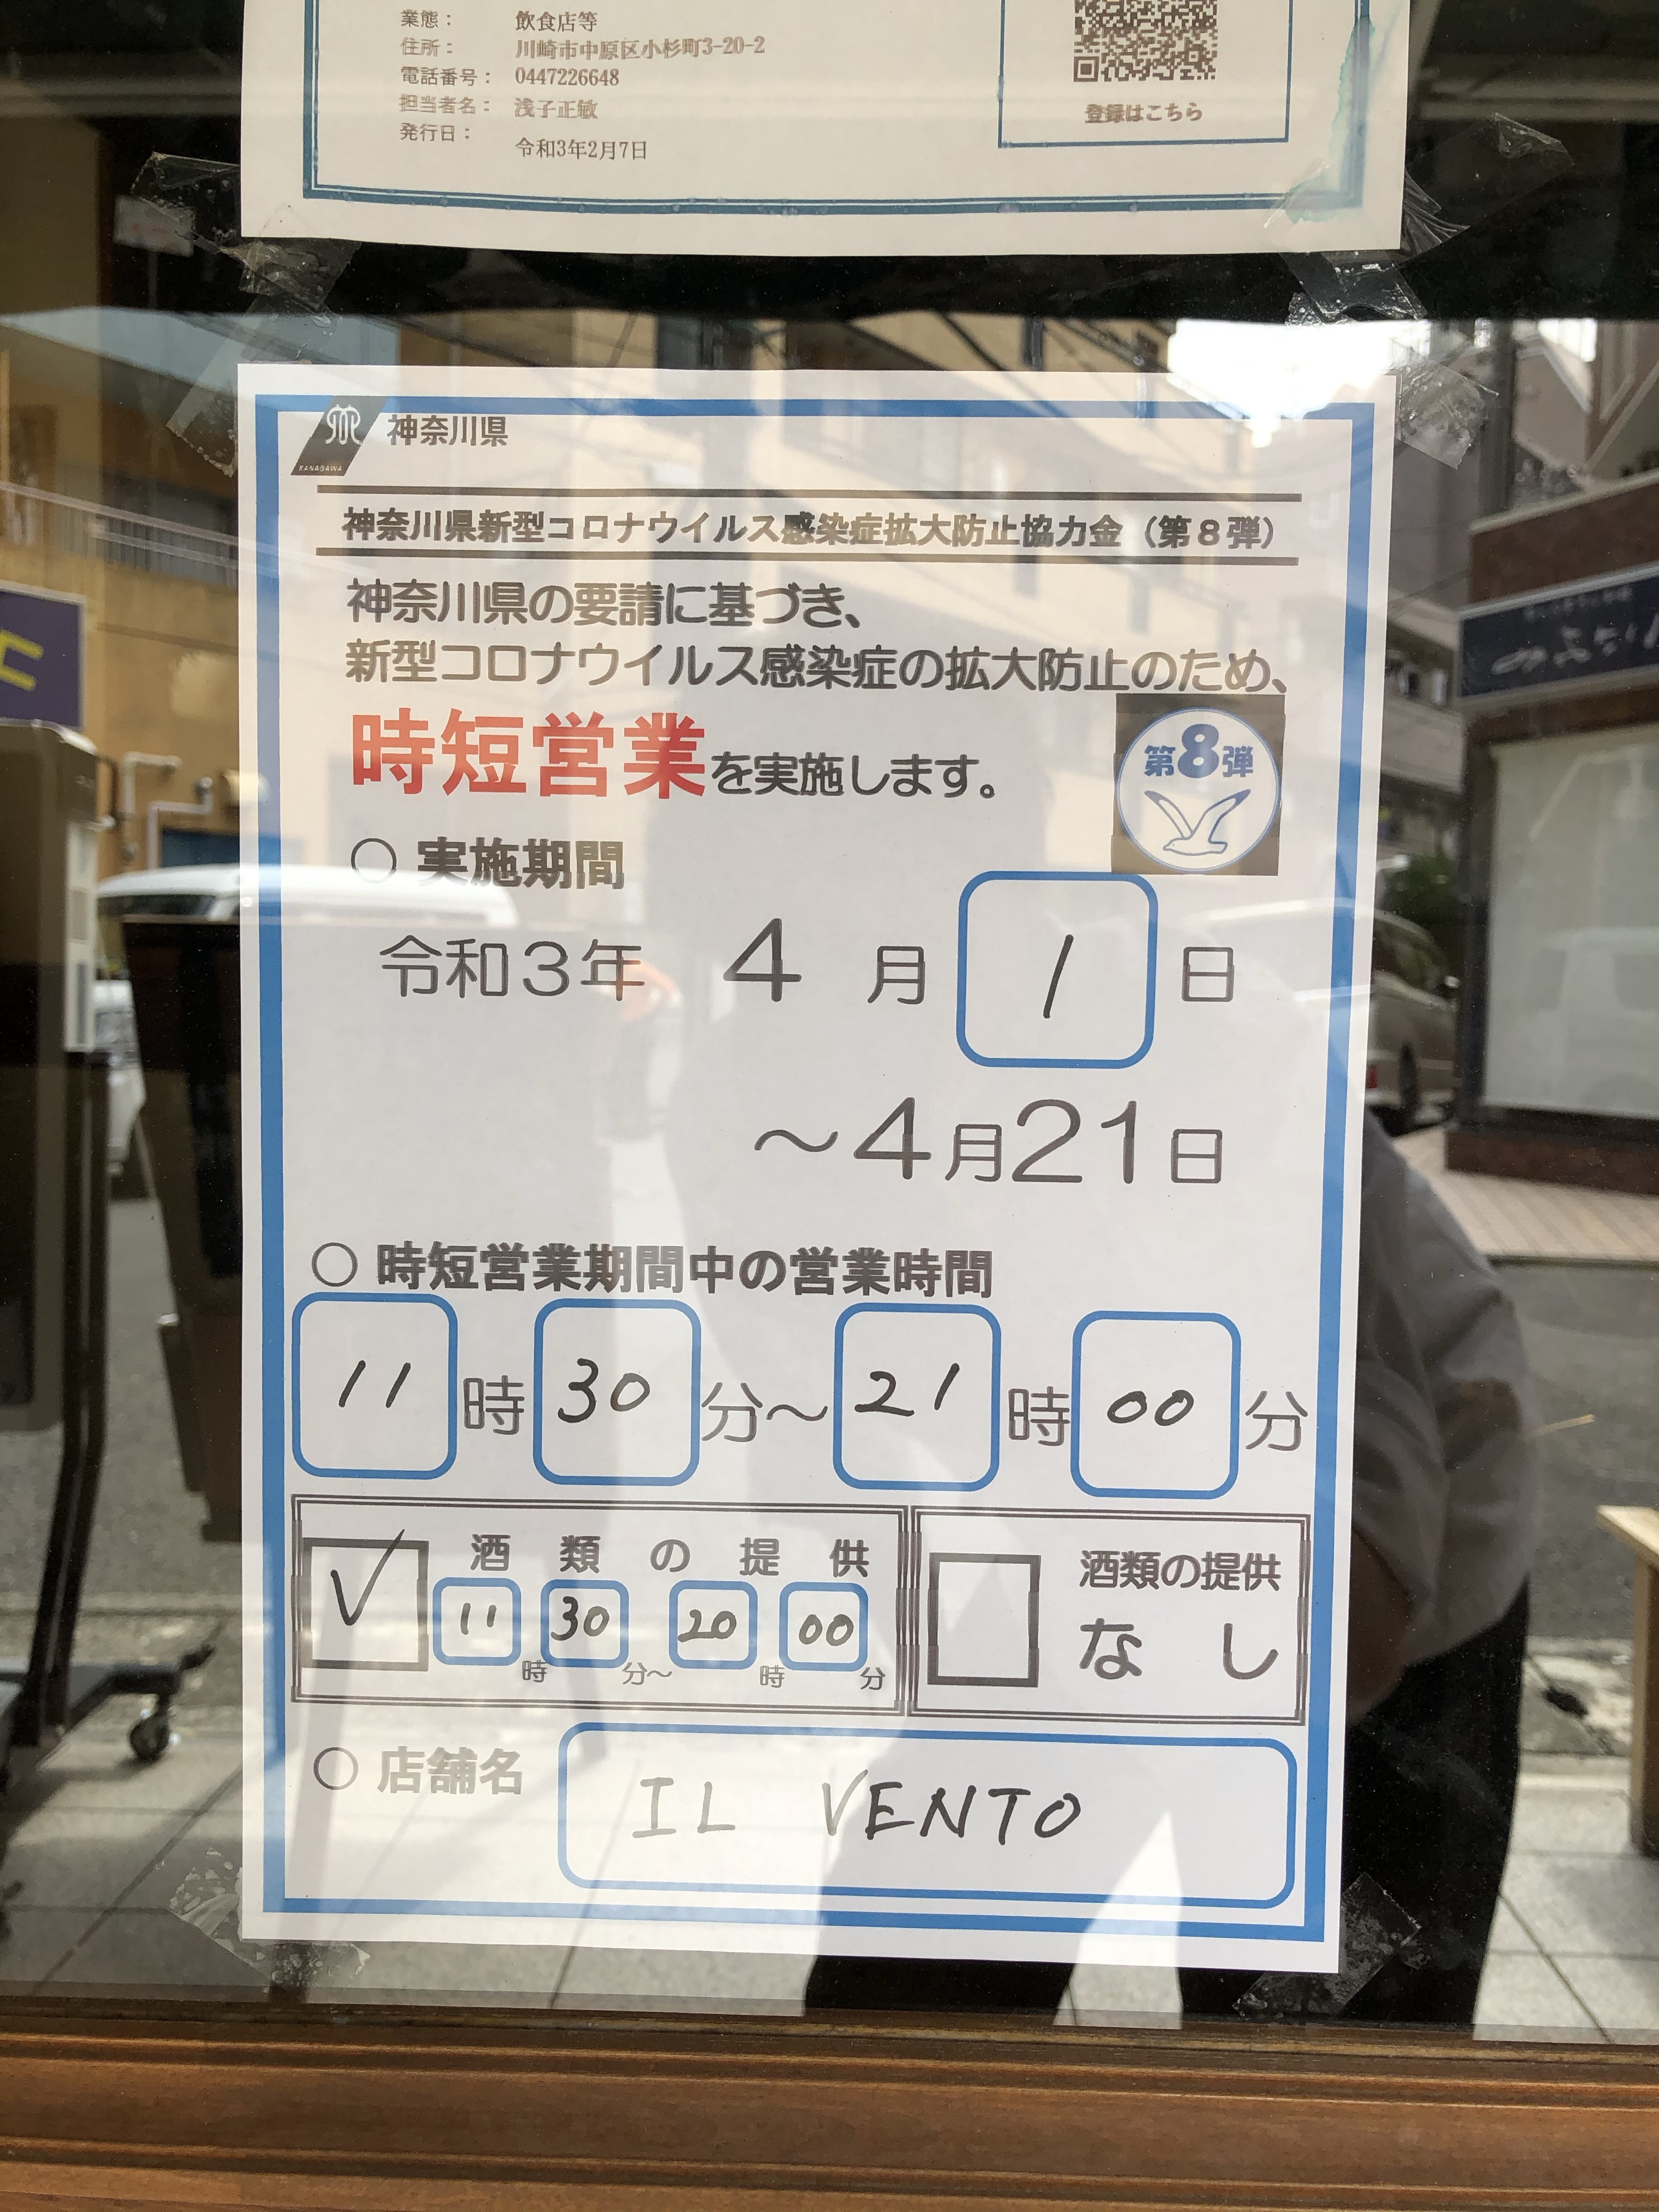 業態： 飲食店等
住所： 川崎市中原区小杉町3-20-2
電話番号： 0447226648
担当者名： 浅子正敏
発行日： 令和3年2月7日
登録はこちら
KANAGAWA
神奈川県
神奈川県新型コロナウイルス感染症拡大防止協力金（第８弾）
神奈川県の要請に基づき、
新型コロナウイルス感染症の拡大防止のため、
時短営業を実施します。
第8弾
○ 実施期間
令和３年 4 月 1 日
～4月21日
○ 時短営業期間中の営業時間
11 時 30 分～ 21 時 00 分
✓ 酒類の提供
11 時 30 分～ 20 時 00 分
酒類の提供
なし
○ 店舗名 IL VENTO